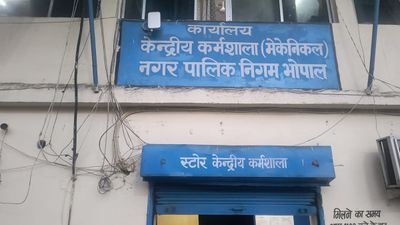 कार्यालय
केन्द्रीय कर्मशाला (मेकेनिकल)
नगर पालिक निगम भोपाल
स्टोर केन्द्रीय कर्मशाला
मिलने का समय